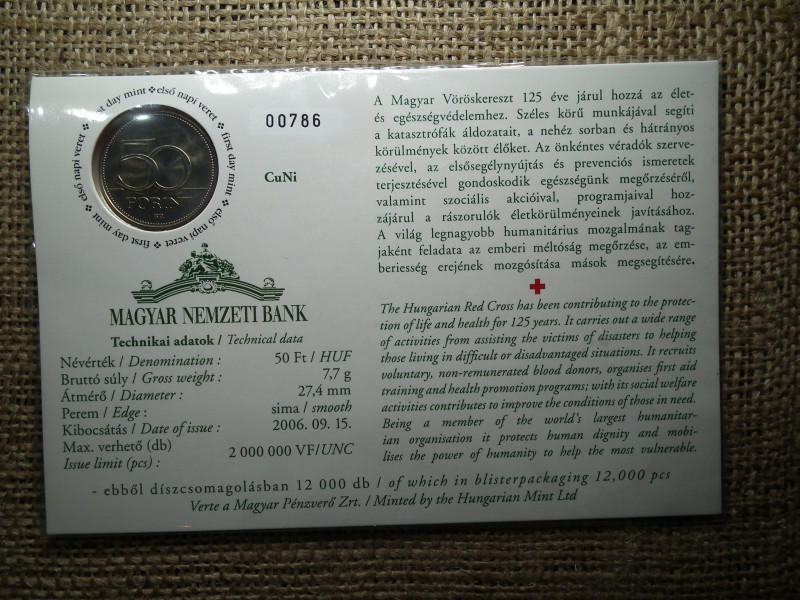 first day mint ❖ első napi veret ❖ first day mint ❖ első napi veret ❖ first day mint ❖ első napi veret ❖
50
FORINT
BP.
00786
CuNi
MAGYAR NEMZETI BANK
Technikai adatok / Technical data
Névérték / Denomination : 50 Ft / HUF
Bruttó súly / Gross weight : 7,7 g
Átmérő / Diameter : 27,4 mm
Perem / Edge : sima / smooth
Kibocsátás / Date of issue : 2006. 09. 15.
Max. verhető (db)
Issue limit (pcs) : 2 000 000 VF/UNC
A Magyar Vöröskereszt 125 éve járul hozzá az élet-
és egészségvédelemhez. Széles körű munkájával segíti
a katasztrófák áldozatait, a nehéz sorban és hátrányos
körülmények között élőket. Az önkéntes véradók szerve-
zésével, az elsősegélynyújtás és prevenciós ismeretek
terjesztésével gondoskodik egészségünk megőrzéséről,
valamint szociális akcióival, programjaival hoz-
zájárul a rászorulók életkörülményeinek javításához.
A világ legnagyobb humanitárius mozgalmának tag-
jaként feladata az emberi méltóság megőrzése, az em-
beriesség erejének mozgósítása mások megsegítésére.
The Hungarian Red Cross has been contributing to the protec-
tion of life and health for 125 years. It carries out a wide range
of activities from assisting the victims of disasters to helping
those living in difficult or disadvantaged situations. It recruits
voluntary, non-remunerated blood donors, organises first aid
training and health promotion programs; with its social welfare
activities contributes to improve the conditions of those in need.
Being a member of the world's largest humanitar-
ian organisation it protects human dignity and mobi-
lises the power of humanity to help the most vulnerable.
- ebből díszcsomagolásban 12 000 db / of which in blisterpackaging 12,000 pcs
Verte a Magyar Pénzverő Zrt. / Minted by the Hungarian Mint Ltd